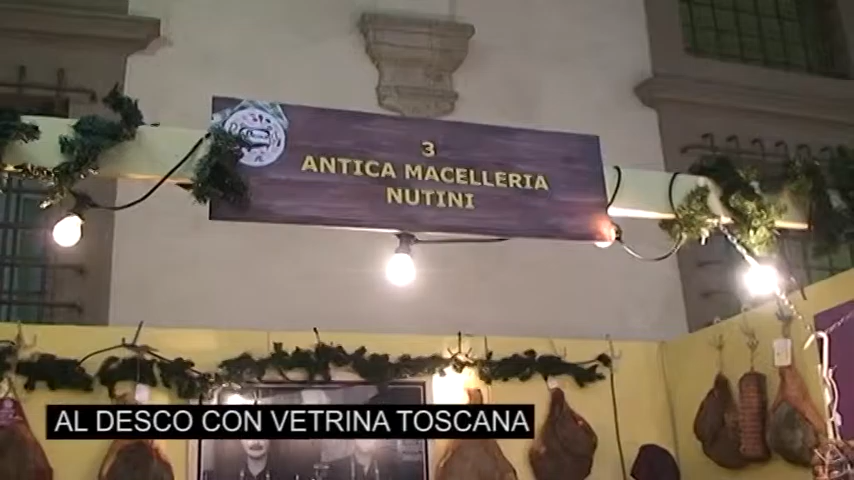 3
ANTICA MACELLERIA
NUTINI
AL DESCO CON VETRINA TOSCANA